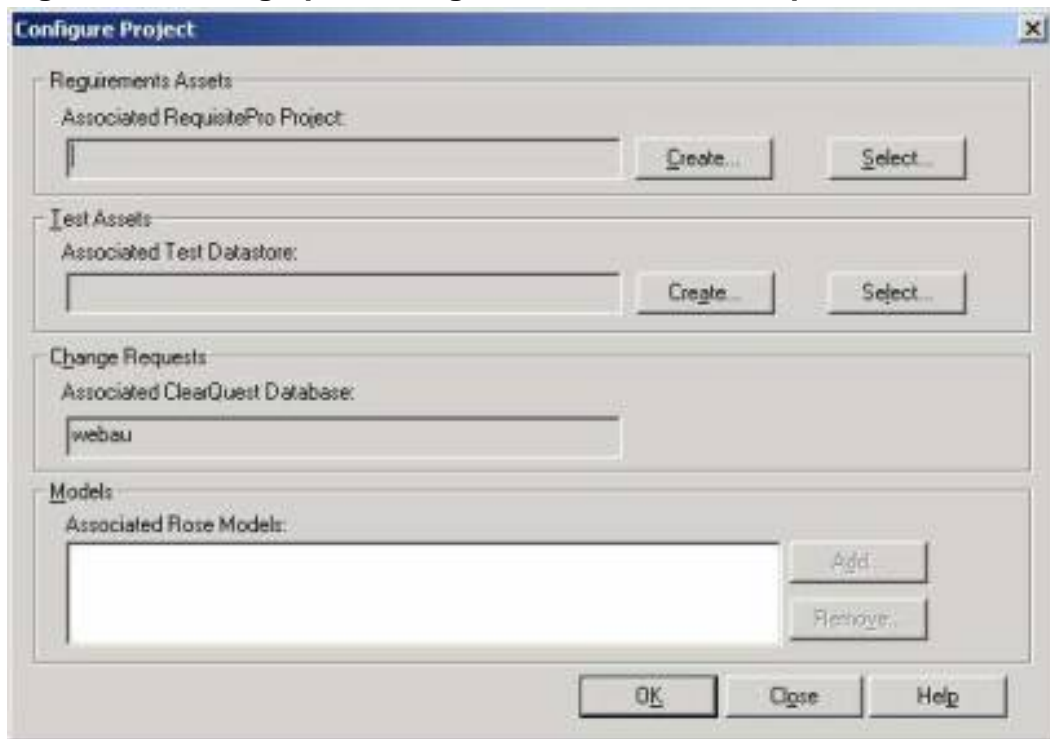 Configure Project
Requirements Assets
Associated RequisitePro Project:
Create...
Select...
Test Assets
Associated Test Datastore:
Create...
Select...
Change Requests
Associated ClearQuest Database:
webau
Models
Associated Rose Models:
Add...
Remove...
OK
Close
Help